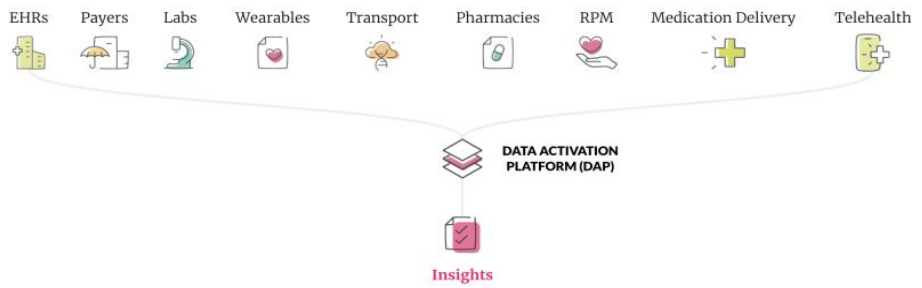 EHRs Payers Labs Wearables Transport Pharmacies RPM Medication Delivery Telehealth
DATA ACTIVATION
PLATFORM (DAP)
Insights